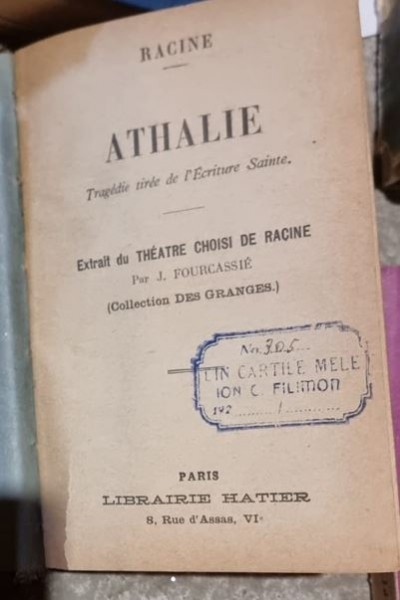 RACINE
ATHALIE
Tragédie tirée de l'Écriture Sainte.
Extrait du THÉATRE CHOISI DE RACINE
Par J. FOURCASSIÉ
(Collection DES GRANGES.)
No. 305
DIN CARTILE MELE
ION C. FILIMON
192......../............
PARIS
LIBRAIRIE HATIER
8, Rue d'Assas, VIe